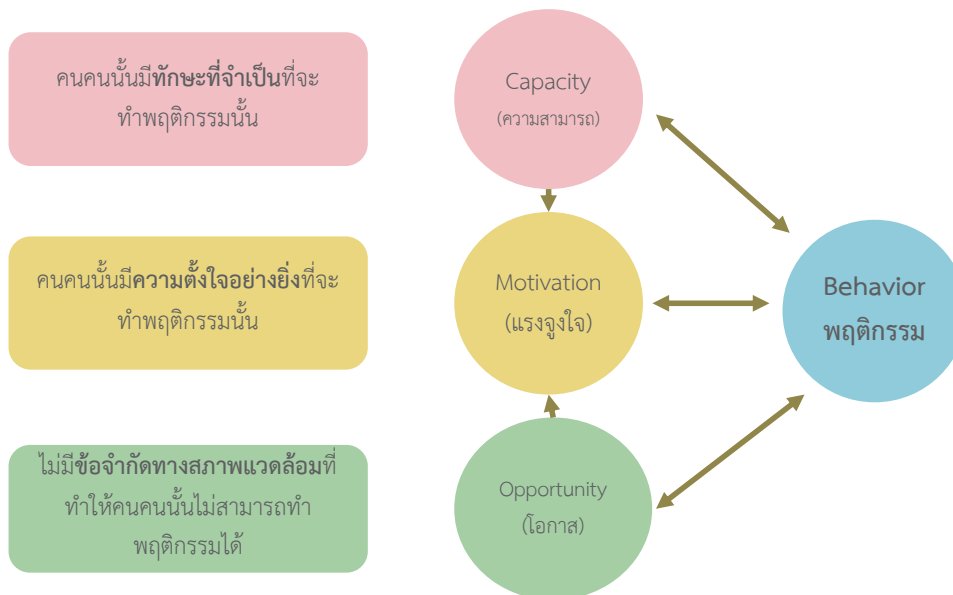 คนคนนั้นมีทักษะที่จำเป็นที่จะ
ทำพฤติกรรมนั้น
Capacity
(ความสามารถ)
คนคนนั้นมีความตั้งใจอย่างยิ่งที่จะ
ทำพฤติกรรมนั้น
Motivation
(แรงจูงใจ)
Behavior
พฤติกรรม
ไม่มีข้อจำกัดทางสภาพแวดล้อมที่
ทำให้คนคนนั้นไม่สามารถทำ
พฤติกรรมได้
Opportunity
(โอกาส)